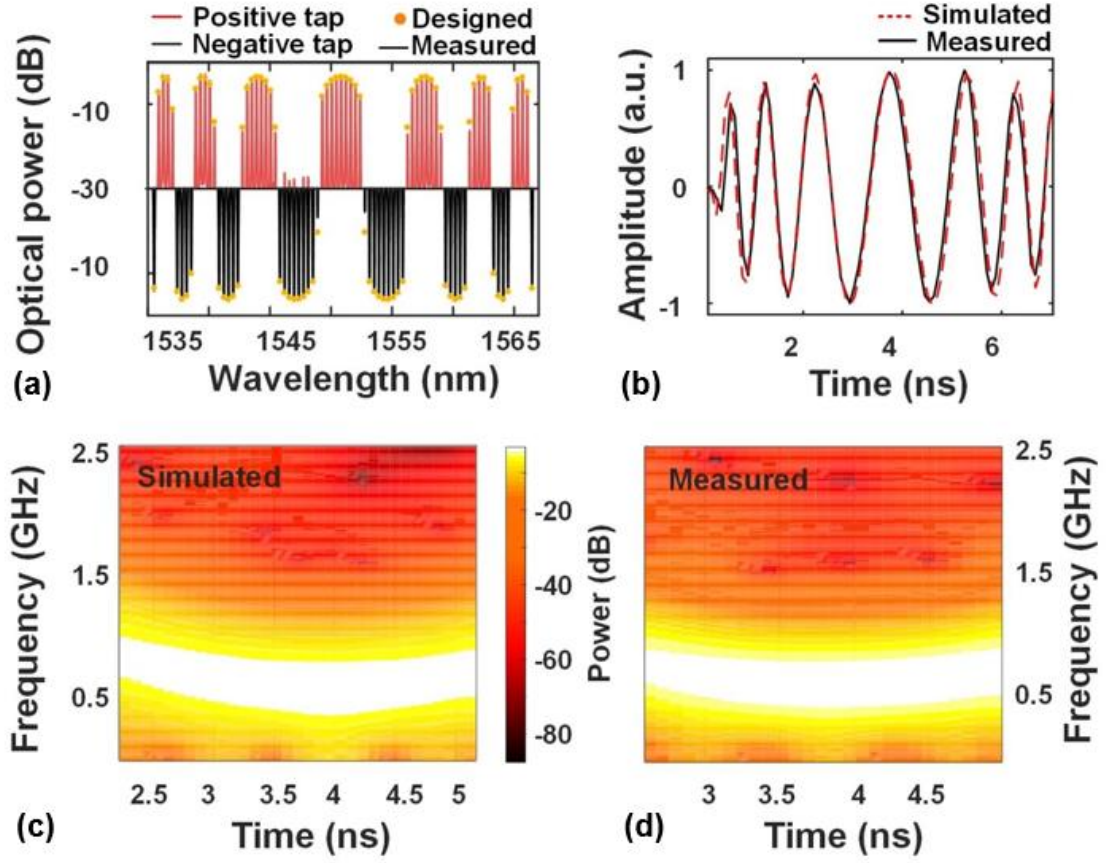 Positive tap
Designed
Negative tap
Measured
Optical power (dB)
-10
-30
-10
1535
1545
1555
1565
Wavelength (nm)
(a)
Simulated
Measured
Amplitude (a.u.)
1
0
-1
2
4
6
Time (ns)
(b)
Simulated
Frequency (GHz)
2.5
1.5
0.5
2.5
3
3.5
4
4.5
5
Time (ns)
(c)
-20
-40
-60
-80
Power (dB)
Measured
2.5
1.5
0.5
Frequency (GHz)
3
3.5
4
4.5
Time (ns)
(d)